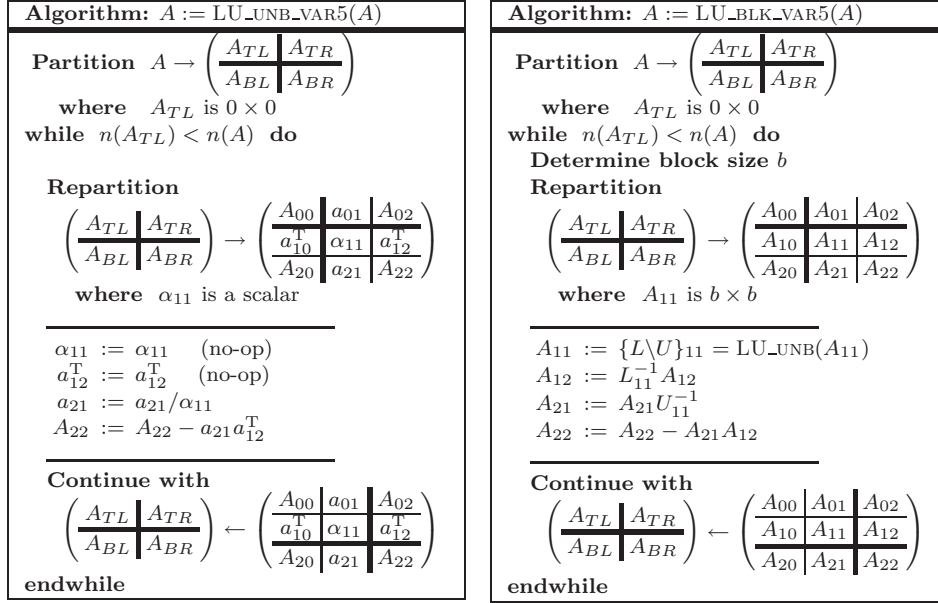 Algorithm: A := LU_UNB_VAR5(A)
Partition A → ( A_TL A_TR
A_BL A_BR )
where A_TL is 0 × 0
while n(A_TL) < n(A) do
Repartition
( A_TL A_TR
A_BL A_BR ) → ( A_00 a_01 A_02
a_10^T α_11 a_12^T
A_20 a_21 A_22 )
where α_11 is a scalar
α_11 := α_11 (no-op)
a_12^T := a_12^T (no-op)
a_21 := a_21/α_11
A_22 := A_22 − a_21 a_12^T
Continue with
( A_TL A_TR
A_BL A_BR ) ← ( A_00 a_01 A_02
a_10^T α_11 a_12^T
A_20 a_21 A_22 )
endwhile
Algorithm: A := LU_BLK_VAR5(A)
Partition A → ( A_TL A_TR
A_BL A_BR )
where A_TL is 0 × 0
while n(A_TL) < n(A) do
Determine block size b
Repartition
( A_TL A_TR
A_BL A_BR ) → ( A_00 A_01 A_02
A_10 A_11 A_12
A_20 A_21 A_22 )
where A_11 is b × b
A_11 := {L\U}_11 = LU_UNB(A_11)
A_12 := L_11^−1 A_12
A_21 := A_21 U_11^−1
A_22 := A_22 − A_21 A_12
Continue with
( A_TL A_TR
A_BL A_BR ) ← ( A_00 A_01 A_02
A_10 A_11 A_12
A_20 A_21 A_22 )
endwhile